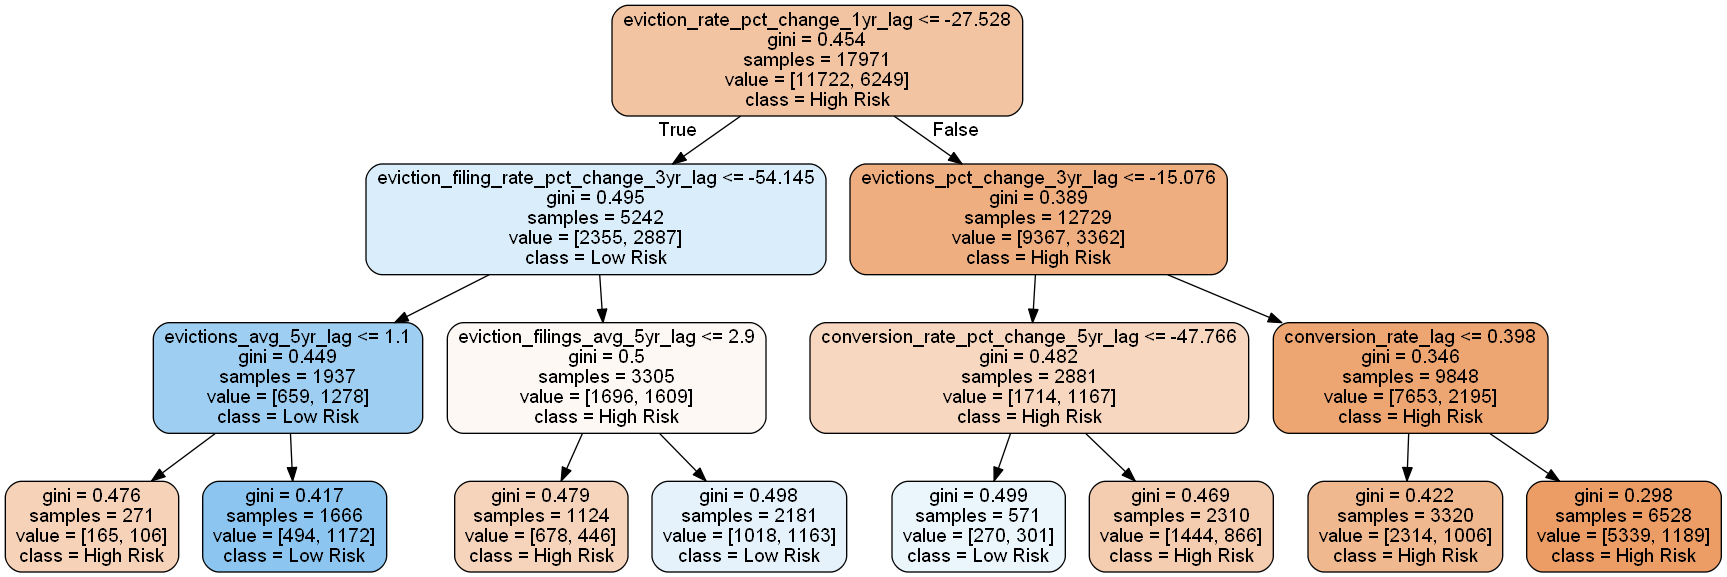 eviction_rate_pct_change_1yr_lag <= -27.528
gini = 0.454
samples = 17971
value = [11722, 6249]
class = High Risk
True
False
eviction_filing_rate_pct_change_3yr_lag <= -54.145
gini = 0.495
samples = 5242
value = [2355, 2887]
class = Low Risk
evictions_pct_change_3yr_lag <= -15.076
gini = 0.389
samples = 12729
value = [9367, 3362]
class = High Risk
evictions_avg_5yr_lag <= 1.1
gini = 0.449
samples = 1937
value = [659, 1278]
class = Low Risk
eviction_filings_avg_5yr_lag <= 2.9
gini = 0.5
samples = 3305
value = [1696, 1609]
class = High Risk
conversion_rate_pct_change_5yr_lag <= -47.766
gini = 0.482
samples = 2881
value = [1714, 1167]
class = High Risk
conversion_rate_lag <= 0.398
gini = 0.346
samples = 9848
value = [7653, 2195]
class = High Risk
gini = 0.476
samples = 271
value = [165, 106]
class = High Risk
gini = 0.417
samples = 1666
value = [494, 1172]
class = Low Risk
gini = 0.479
samples = 1124
value = [678, 446]
class = High Risk
gini = 0.498
samples = 2181
value = [1018, 1163]
class = Low Risk
gini = 0.499
samples = 571
value = [270, 301]
class = Low Risk
gini = 0.469
samples = 2310
value = [1444, 866]
class = High Risk
gini = 0.422
samples = 3320
value = [2314, 1006]
class = High Risk
gini = 0.298
samples = 6528
value = [5339, 1189]
class = High Risk